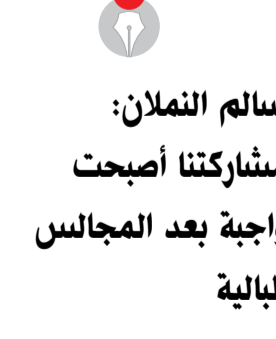 سالم النملان:
مشاركتنا أصبحت
واجبة بعد المجالس
البالية